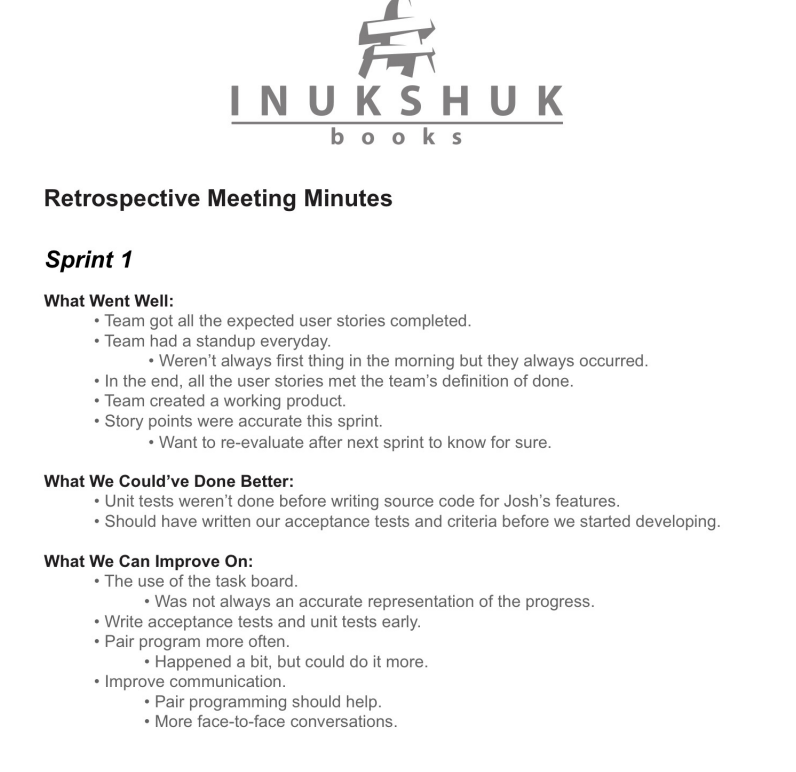 INUKSHUK
books
Retrospective Meeting Minutes
Sprint 1
What Went Well:
• Team got all the expected user stories completed.
• Team had a standup everyday.
• Weren’t always first thing in the morning but they always occurred.
• In the end, all the user stories met the team’s definition of done.
• Team created a working product.
• Story points were accurate this sprint.
• Want to re-evaluate after next sprint to know for sure.
What We Could’ve Done Better:
• Unit tests weren’t done before writing source code for Josh’s features.
• Should have written our acceptance tests and criteria before we started developing.
What We Can Improve On:
• The use of the task board.
• Was not always an accurate representation of the progress.
• Write acceptance tests and unit tests early.
• Pair program more often.
• Happened a bit, but could do it more.
• Improve communication.
• Pair programming should help.
• More face-to-face conversations.